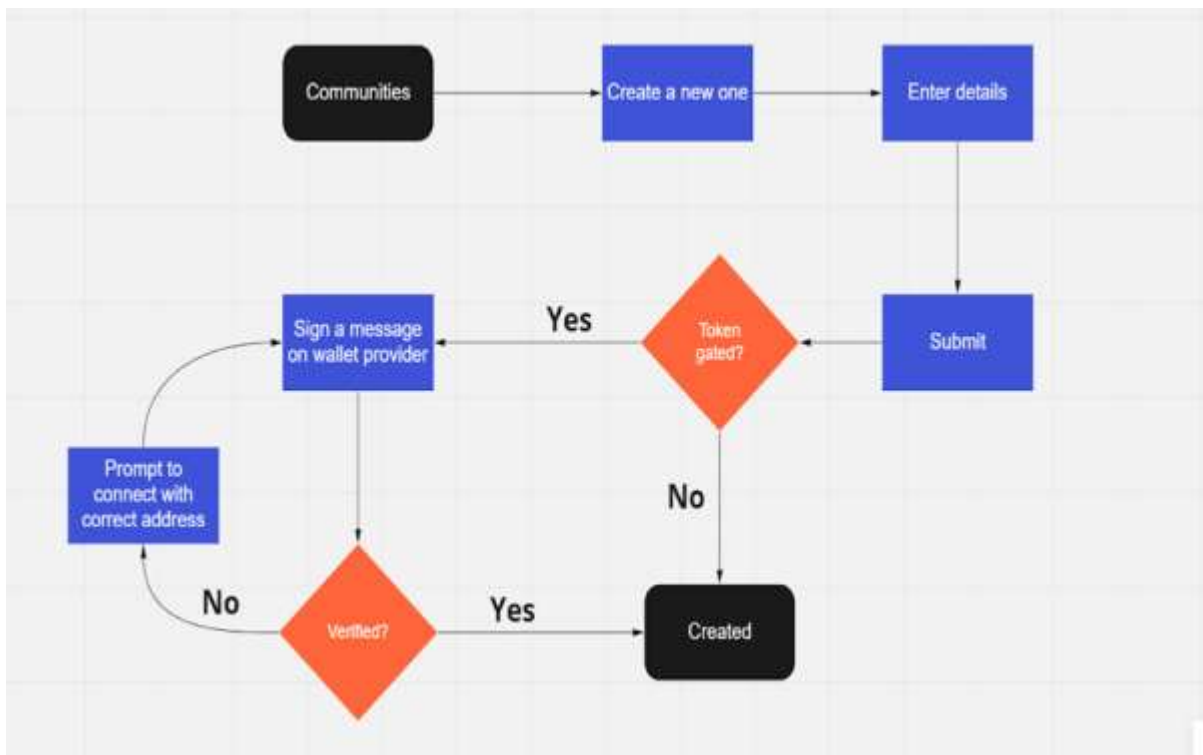 Communities
Create a new one
Enter details
Sign a message
on wallet provider
Yes
Token
gated?
Submit
Prompt to
connect with
correct address
No
No
Verified?
Yes
Created